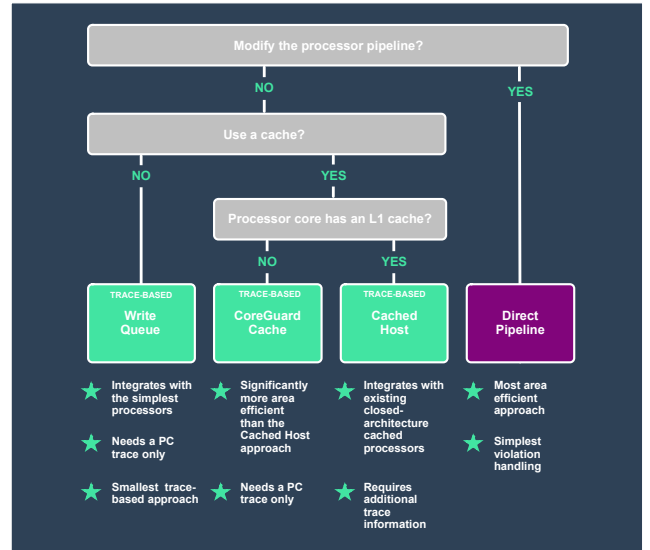 Modify the processor pipeline?
NO
YES
Use a cache?
NO
YES
Processor core has an L1 cache?
NO
YES
TRACE-BASED
Write
Queue
TRACE-BASED
CoreGuard
Cache
TRACE-BASED
Cached
Host
Direct
Pipeline
Integrates with
the simplest
processors
Needs a PC
trace only
Smallest trace-
based approach
Significantly
more area
efficient
than the
Cached Host
approach
Needs a PC
trace only
Integrates with
existing
closed-
architecture
cached
processors
Requires
additional
trace
information
Most area
efficient
approach
Simplest
violation
handling